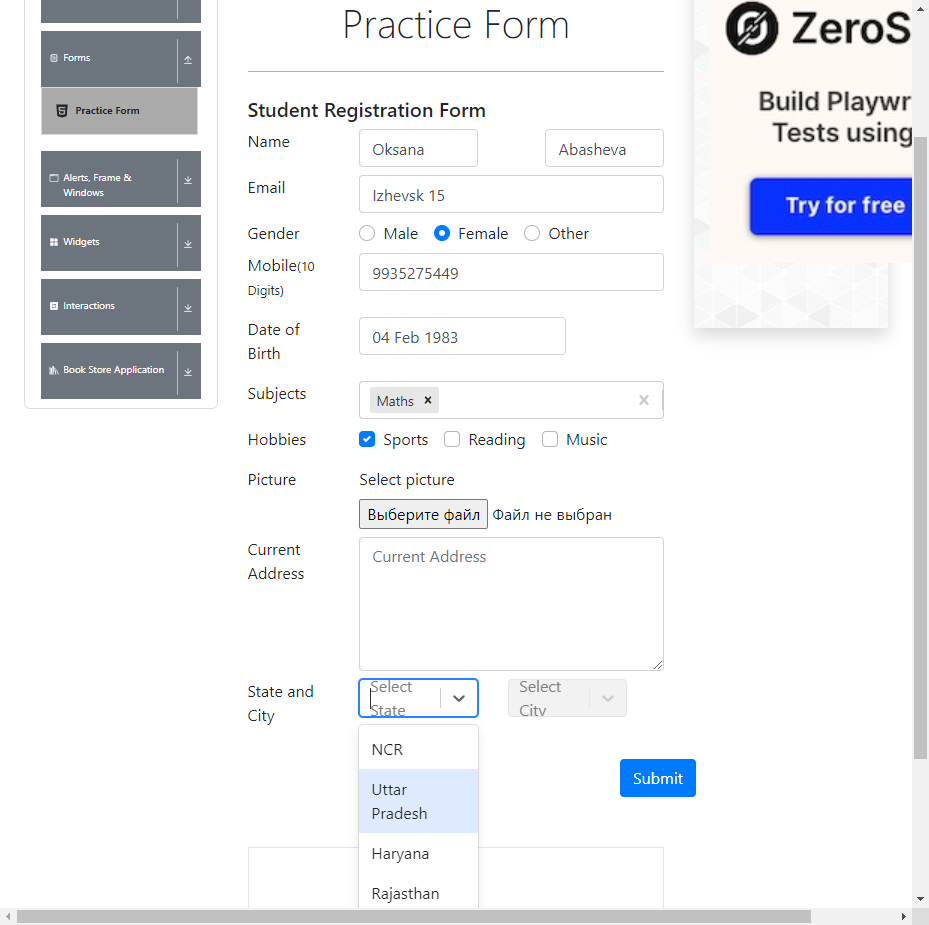 Practice Form
ZeroS
Forms
Practice Form
Build Playwr
Tests using
Student Registration Form
Name
Oksana
Abasheva
Alerts, Frame &
Windows
Email
Izhevsk 15
Try for free
Widgets
Gender
Male
Female
Other
Mobile(10
Digits)
9935275449
Interactions
Date of
Birth
04 Feb 1983
Book Store Application
Subjects
Maths ×
Hobbies
Sports
Reading
Music
Picture
Select picture
Выберите файл
Файл не выбран
Current
Address
Current Address
State and
City
Select
State
Select
City
NCR
Uttar
Pradesh
Submit
Haryana
Rajasthan